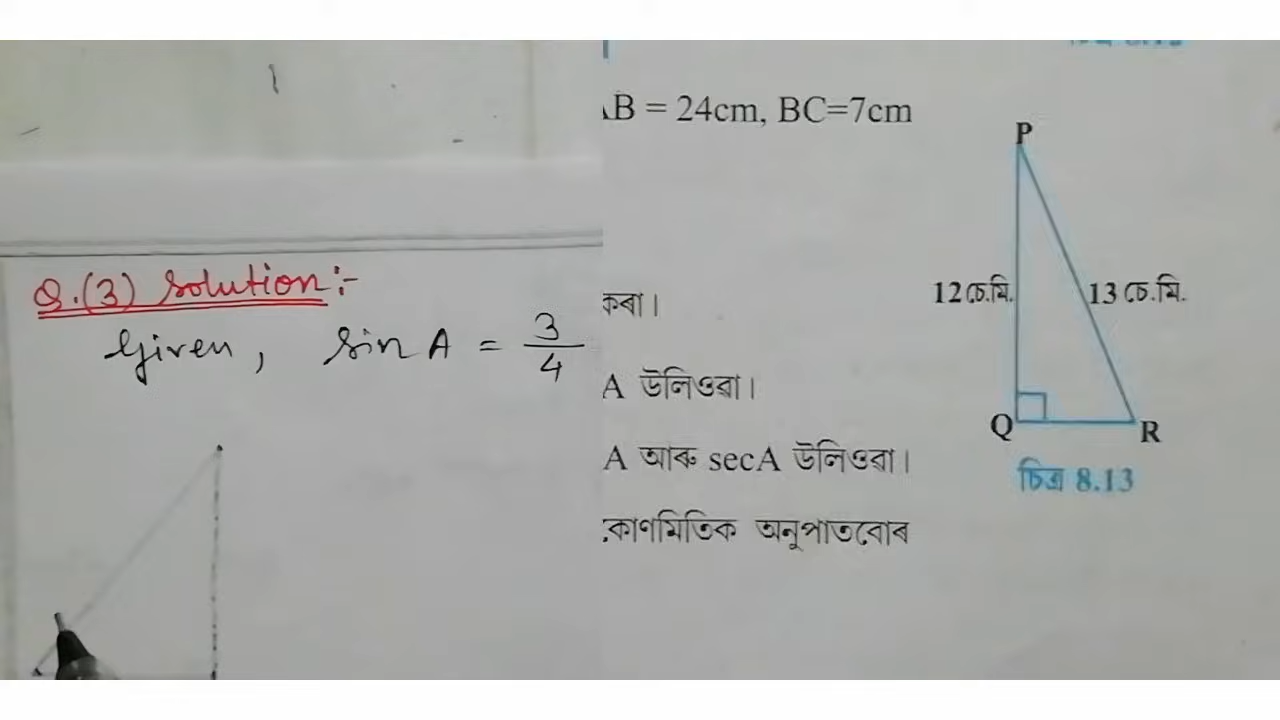 Q.(3) Solution :-
Given, sin A = 3/4
B = 24cm, BC=7cm
কৰা।
A উলিওৱা।
A আৰু secA উলিওৱা।
কোণমিতিক অনুপাতবোৰ
P
12 চে.মি.
13 চে.মি.
Q
R
চিত্ৰ 8.13